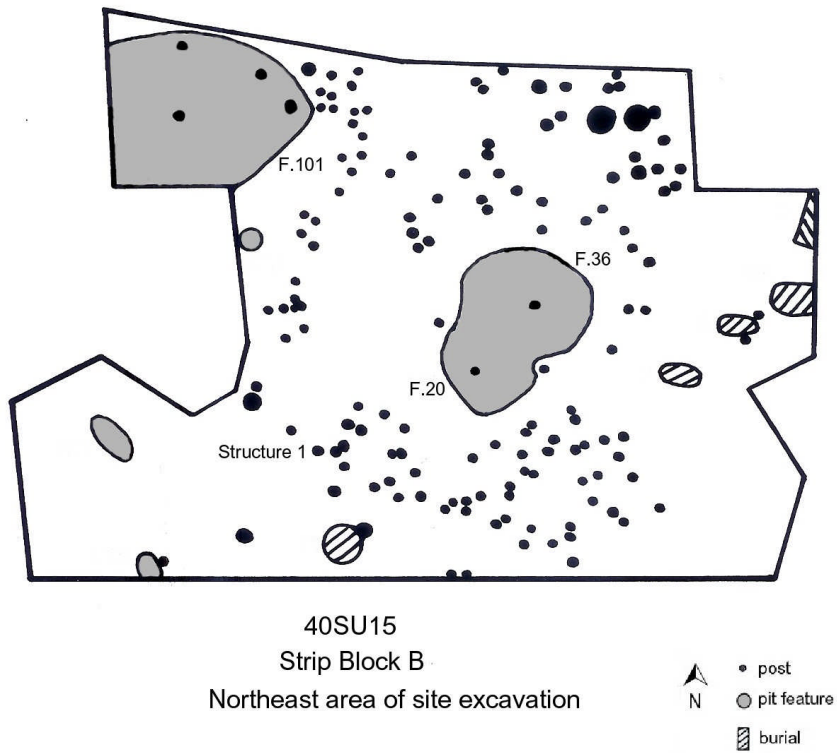 F.101
F.36
F.20
Structure 1
40SU15
Strip Block B
Northeast area of site excavation
N
post
pit feature
burial